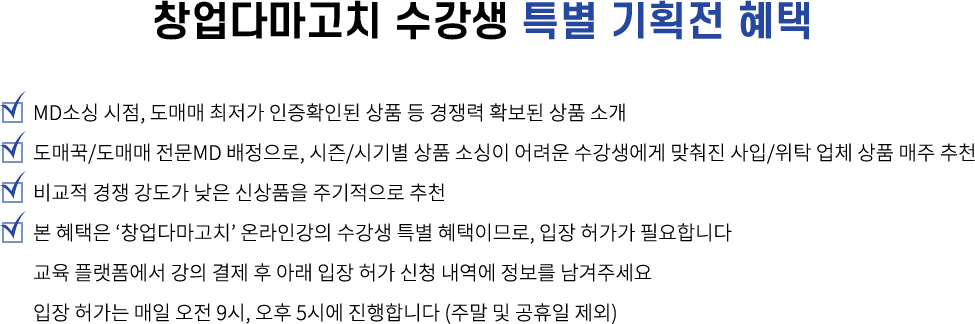 창업다마고치 수강생 특별 기획전 혜택
MD소싱 시점, 도매매 최저가 인증확인된 상품 등 경쟁력 확보된 상품 소개
도매꾹/도매매 전문MD 배정으로, 시즌/시기별 상품 소싱이 어려운 수강생에게 맞춰진 사입/위탁 업체 상품 매주 추천
비교적 경쟁 강도가 낮은 신상품을 주기적으로 추천
본 혜택은 ‘창업다마고치’ 온라인강의 수강생 특별 혜택이므로, 입장 허가가 필요합니다
교육 플랫폼에서 강의 결제 후 아래 입장 허가 신청 내역에 정보를 남겨주세요
입장 허가는 매일 오전 9시, 오후 5시에 진행합니다 (주말 및 공휴일 제외)